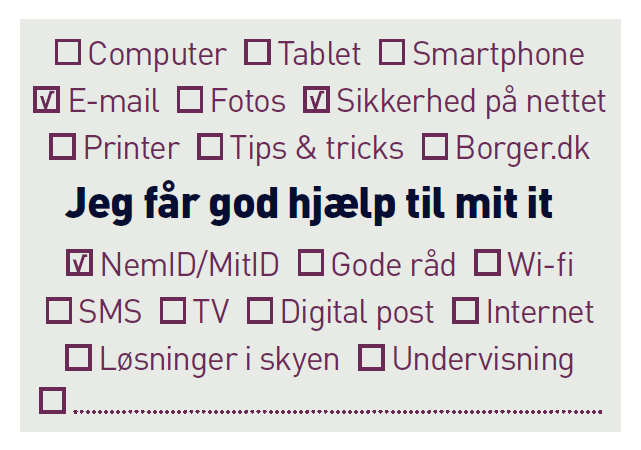 ☐ Computer ☐ Tablet ☐ Smartphone
☑ E-mail ☐ Fotos ☑ Sikkerhed på nettet
☐ Printer ☐ Tips & tricks ☐ Borger.dk
Jeg får god hjælp til mit it
☑ NemID/MitID ☐ Gode råd ☐ Wi-fi
☐ SMS ☐ TV ☐ Digital post ☐ Internet
☐ Løsninger i skyen ☐ Undervisning
☐ ........................................................